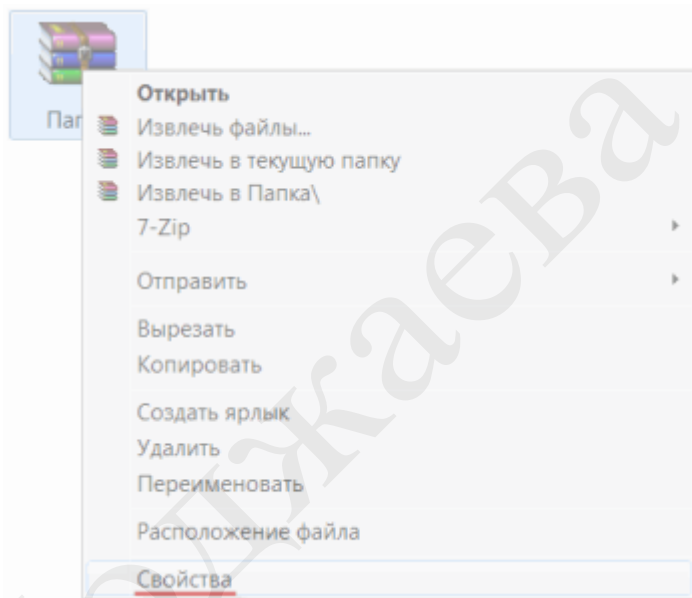 Открыть
Извлечь файлы...
Извлечь в текущую папку
Извлечь в Папка\
7-Zip
Отправить
Вырезать
Копировать
Создать ярлык
Удалить
Переименовать
Расположение файла
Свойства